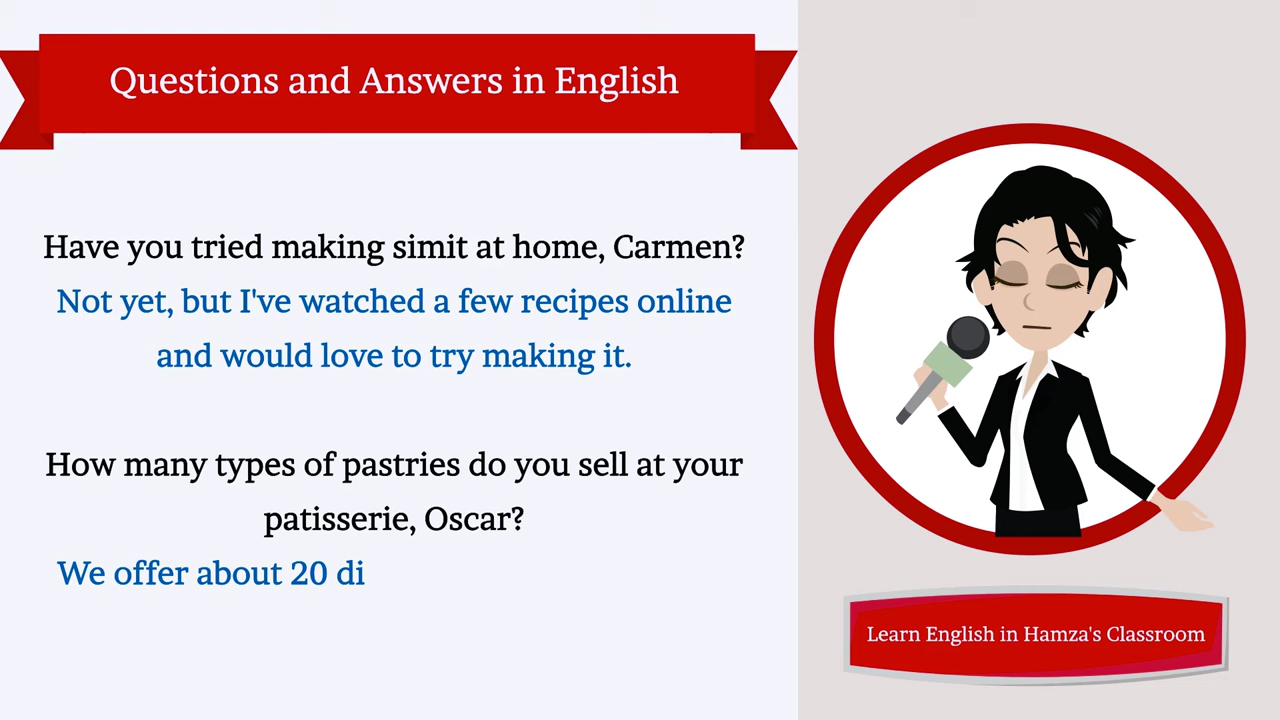 Questions and Answers in English
Have you tried making simit at home, Carmen?
Not yet, but I've watched a few recipes online
and would love to try making it.
How many types of pastries do you sell at your
patisserie, Oscar?
We offer about 20 di
Learn English in Hamza's Classroom